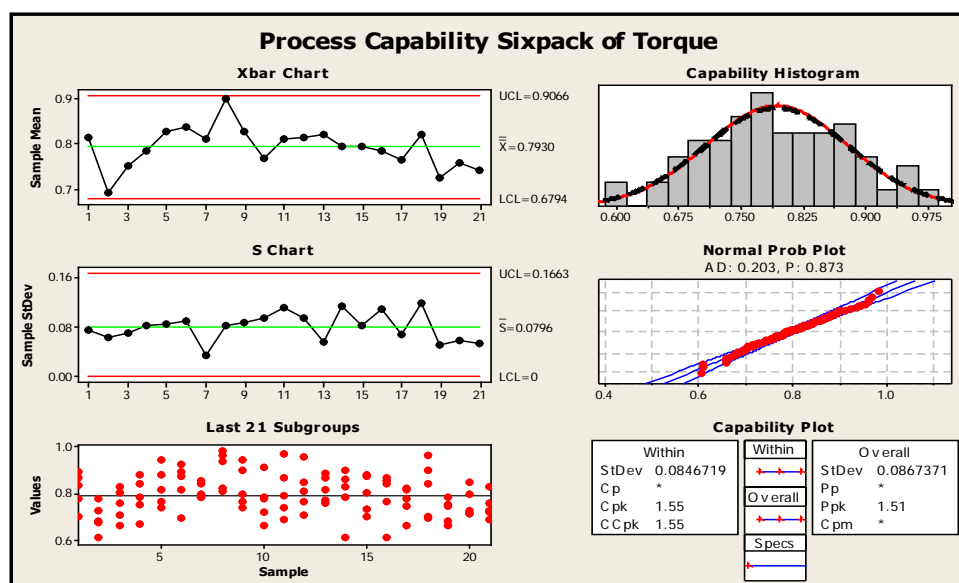 Process Capability Sixpack of Torque
Xbar Chart
Sample Mean
0.9
0.8
0.7
1 3 5 7 9 11 13 15 17 19 21
UCL=0.9066
X=0.7930
LCL=0.6794
Capability Histogram
0.600 0.675 0.750 0.825 0.900 0.975
S Chart
Sample StDev
0.16
0.08
0.00
1 3 5 7 9 11 13 15 17 19 21
UCL=0.1663
S=0.0796
LCL=0
Normal Prob Plot
AD: 0.203, P: 0.873
0.4 0.6 0.8 1.0
Last 21 Subgroups
Values
1.0
0.8
0.6
5 10 15 20
Sample
Capability Plot
Within
StDev 0.0846719
Cp *
Cpk 1.55
CCpk 1.55
Within
Overall
Specs
Overall
StDev 0.0867371
Pp *
Ppk 1.51
Cpm *